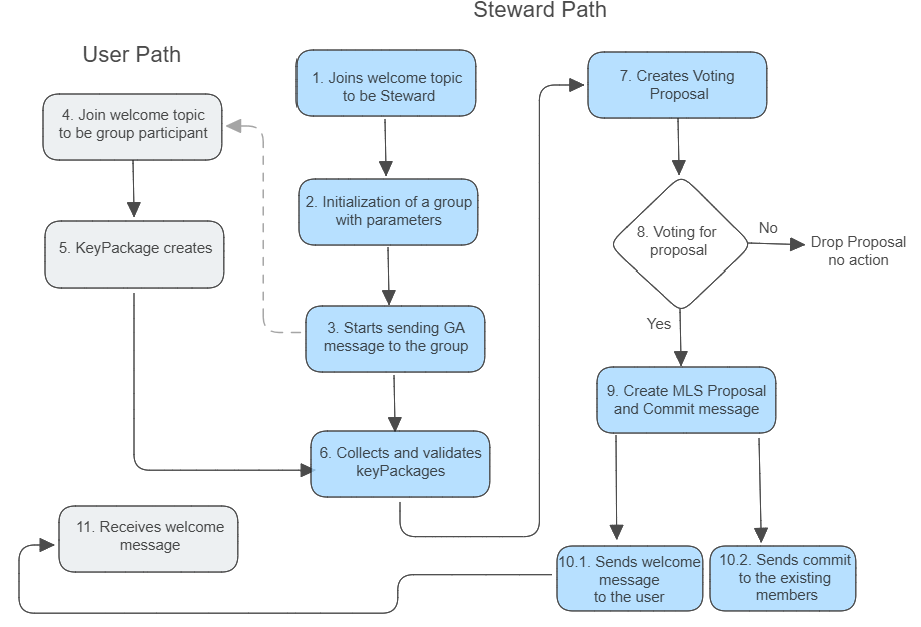 Steward Path
User Path
1. Joins welcome topic
to be Steward
7. Creates Voting
Proposal
4. Join welcome topic
to be group participant
2. Initialization of a group
with parameters
8. Voting for
proposal
No
Drop Proposal
no action
5. KeyPackage creates
Yes
3. Starts sending GA
message to the group
9. Create MLS Proposal
and Commit message
6. Collects and validates
keyPackages
11. Receives welcome
message
10.1. Sends welcome
message
to the user
10.2. Sends commit
to the existing
members